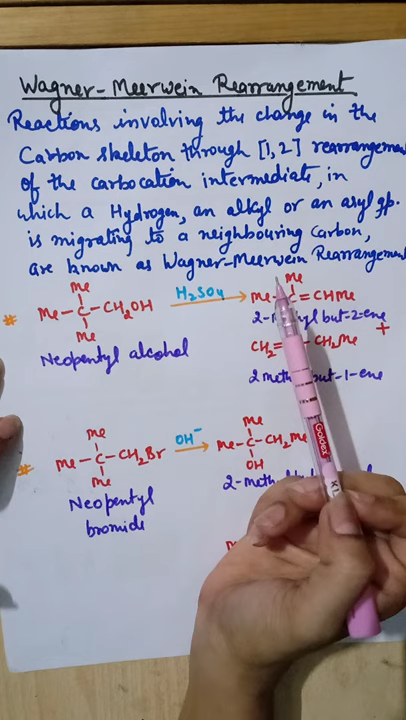 Wagner-Meerwein Rearrangement
Reactions involving the change in the
Carbon skeleton through [1,2] rearrangement
of the carbocation intermediate, in
which a Hydrogen, an alkyl or an aryl gp.
is migrating to a neighbouring Carbon,
are known as Wagner-Meerwein Rearrangement
Me
Me-C-CH2OH
Me
H2SO4
Neopentyl alcohol
Me
Me C=CHMe
2-methyl but-2-ene
+
CH2= -CH2Me
2 methyl but-1-ene
Me
Me-C-CH2Br
Me
OH-
Neopentyl
bromide
Me
Me-C-CH2Me
OH
Goldex